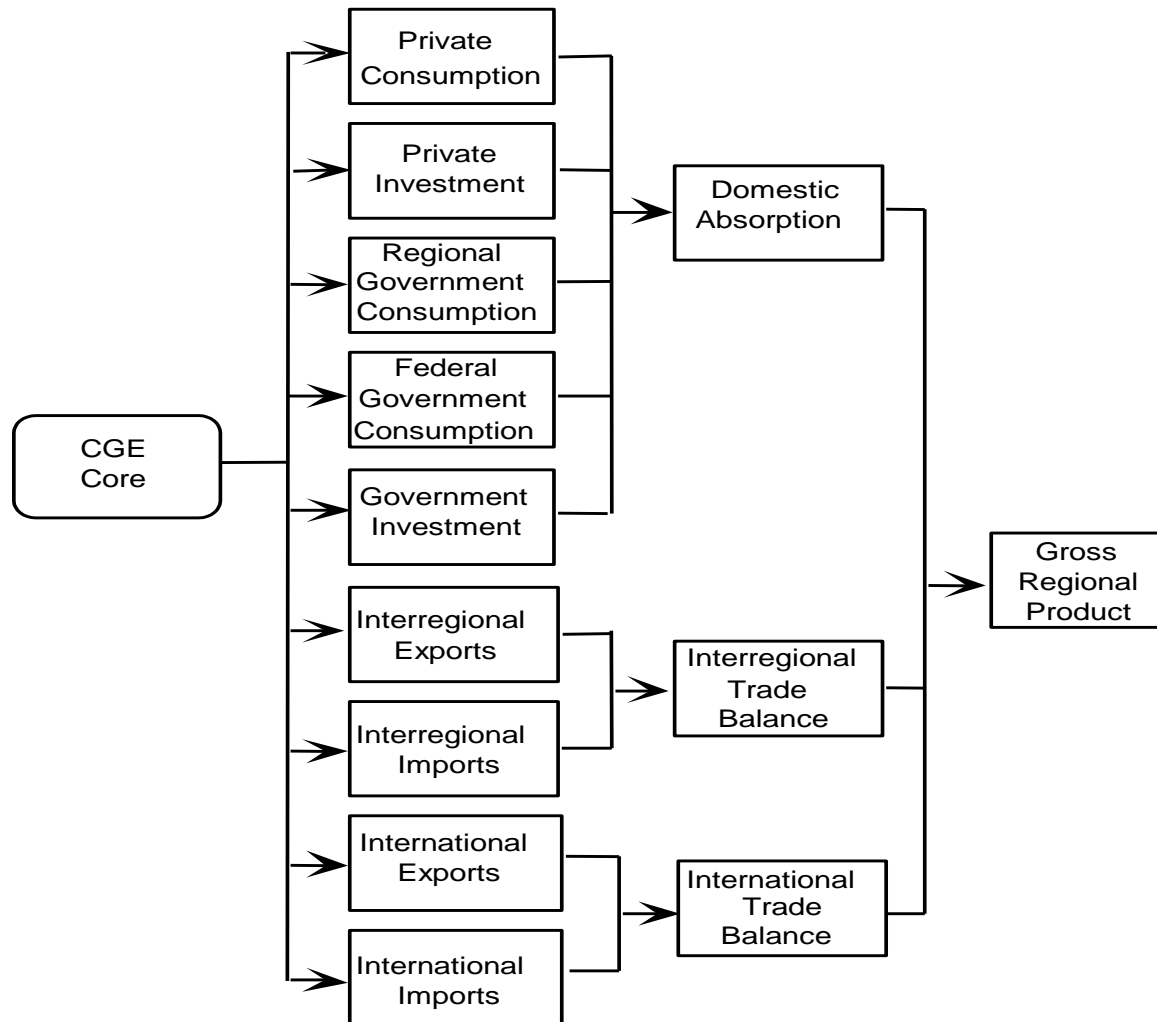 Private
Consumption
Private
Investment
Regional
Government
Consumption
Federal
Government
Consumption
Government
Investment
Interregional
Exports
Interregional
Imports
International
Exports
International
Imports
CGE
Core
Domestic
Absorption
Interregional
Trade
Balance
International
Trade
Balance
Gross
Regional
Product